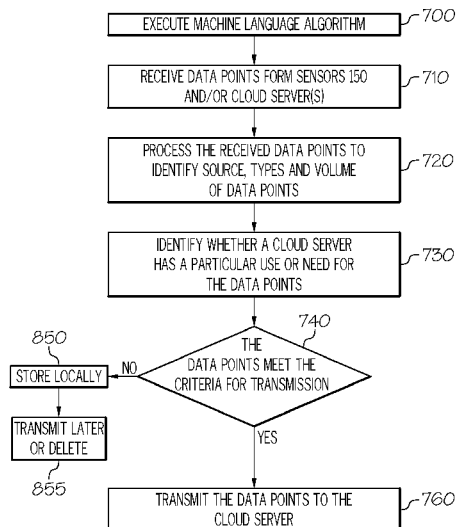 EXECUTE MACHINE LANGUAGE ALGORITHM
700
RECEIVE DATA POINTS FORM SENSORS 150
AND/OR CLOUD SERVER(S)
710
PROCESS THE RECEIVED DATA POINTS TO
IDENTIFY SOURCE, TYPES AND VOLUME
OF DATA POINTS
720
IDENTIFY WHETHER A CLOUD SERVER
HAS A PARTICULAR USE OR NEED FOR
THE DATA POINTS
730
740
THE
DATA POINTS MEET THE
CRITERIA FOR TRANSMISSION
NO
850
STORE LOCALLY
TRANSMIT LATER
OR DELETE
855
YES
TRANSMIT THE DATA POINTS TO THE
CLOUD SERVER
760